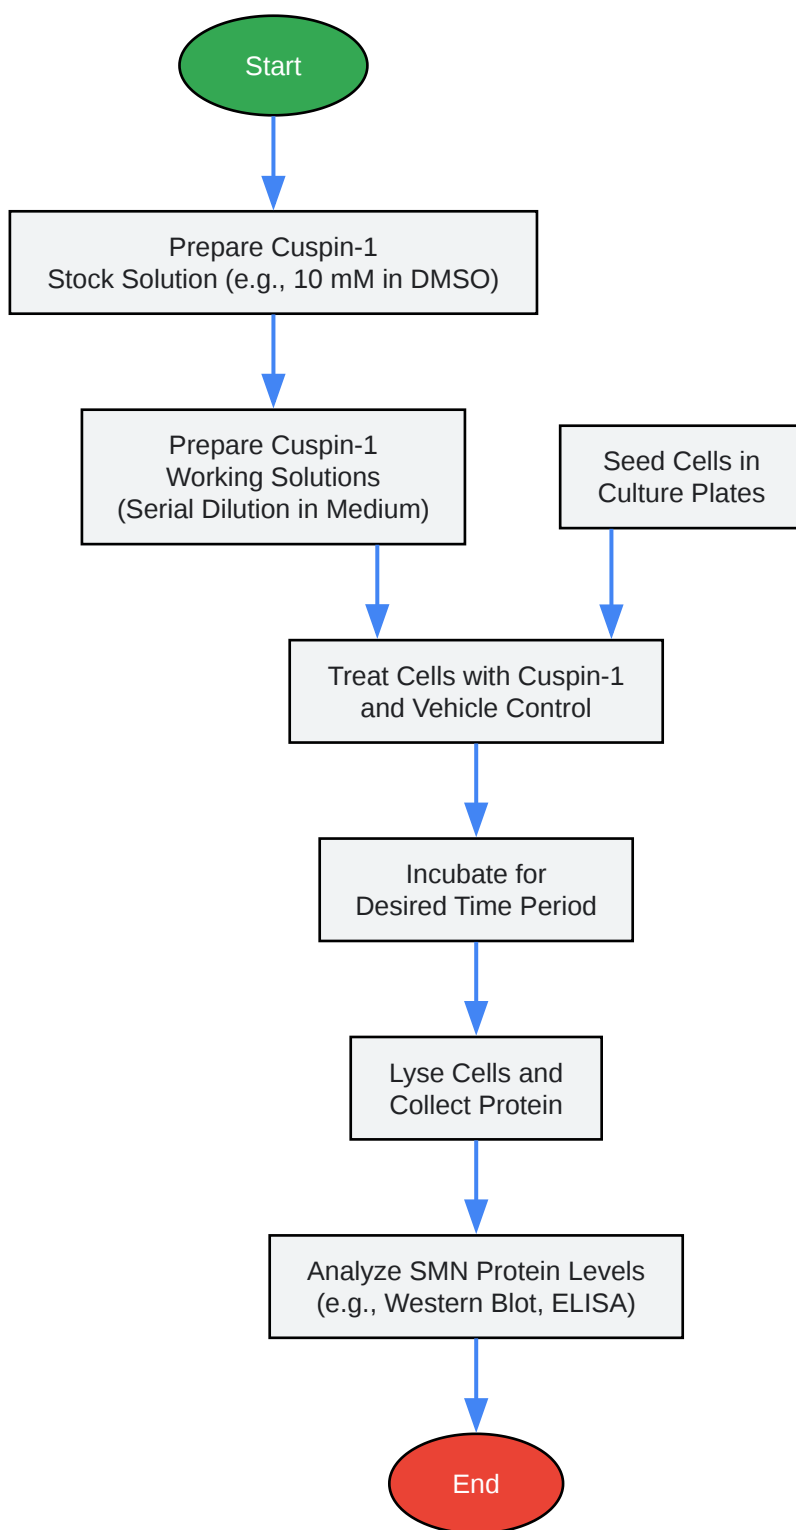 Start
Prepare Cuspin-1
Stock Solution (e.g., 10 mM in DMSO)
Prepare Cuspin-1
Working Solutions
(Serial Dilution in Medium)
Seed Cells in
Culture Plates
Treat Cells with Cuspin-1
and Vehicle Control
Incubate for
Desired Time Period
Lyse Cells and
Collect Protein
Analyze SMN Protein Levels
(e.g., Western Blot, ELISA)
End